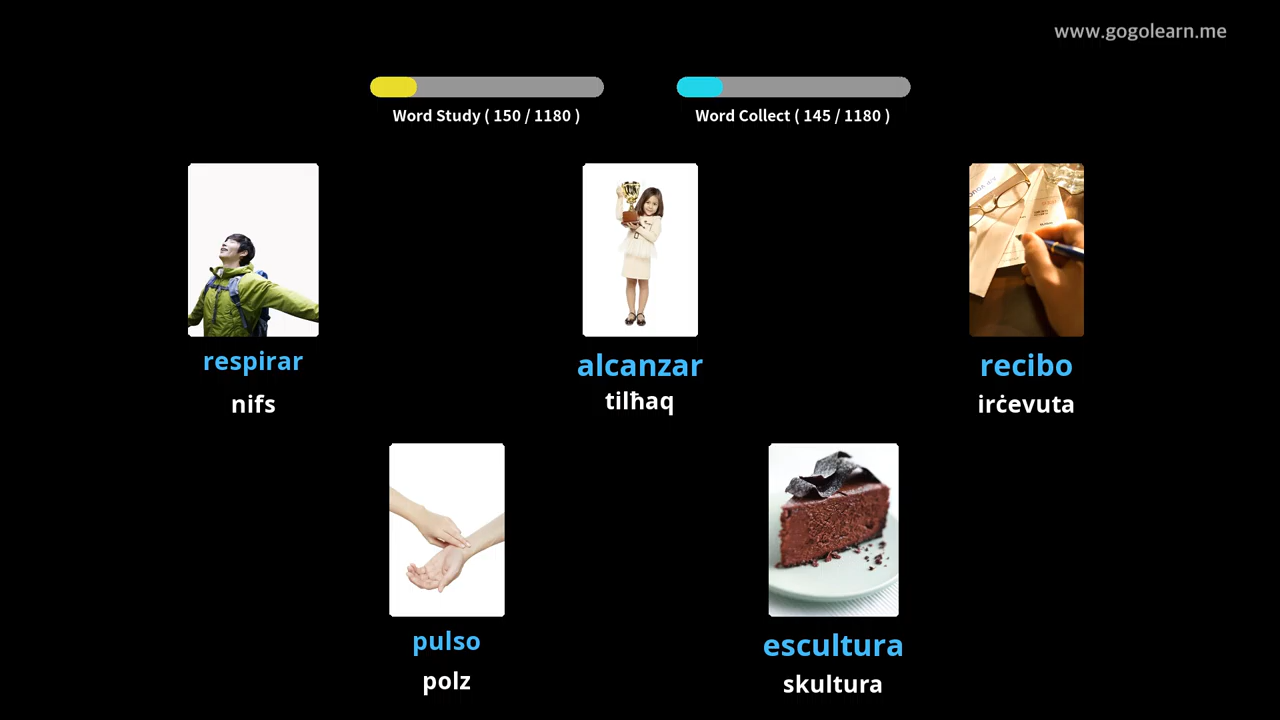 www.gogolearn.me
Word Study ( 150 / 1180 )
Word Collect ( 145 / 1180 )
respirar
nifs
alcanzar
tilħaq
recibo
irċevuta
pulso
polz
escultura
skultura